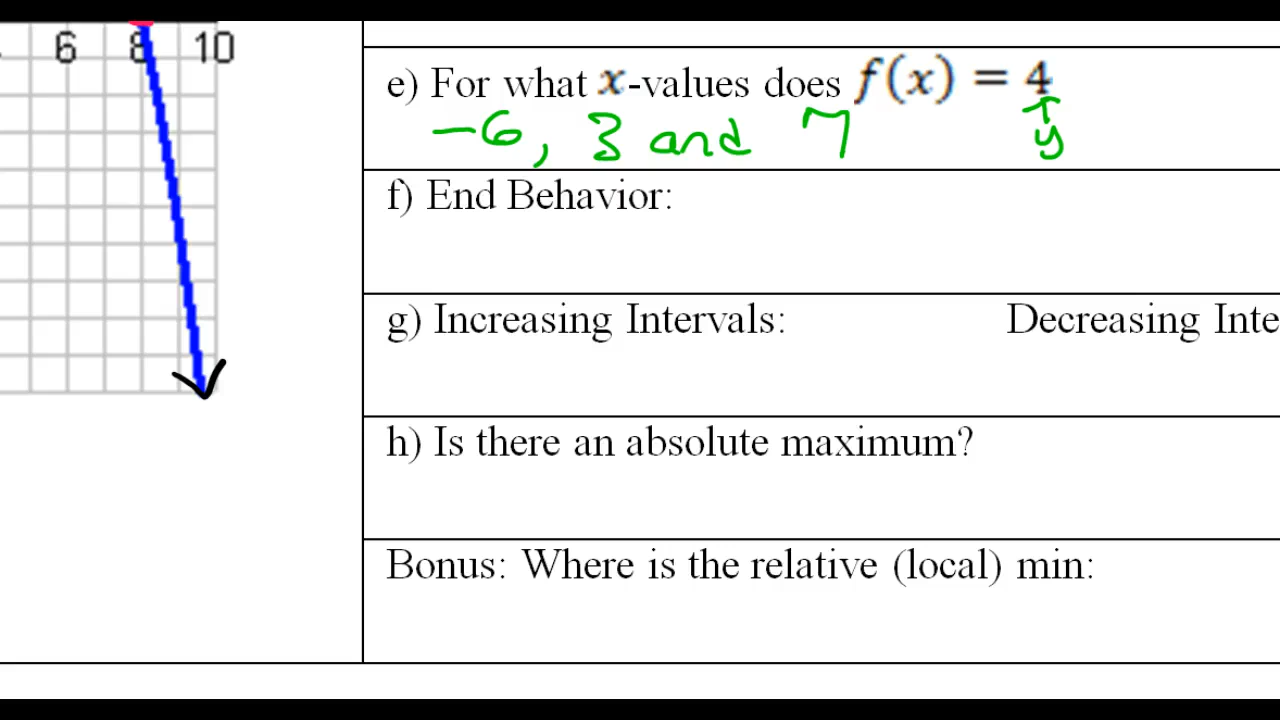 6 8 10
e) For what x-values does f(x) = 4
-6, 3 and 7 y
f) End Behavior:
g) Increasing Intervals: Decreasing Inte
h) Is there an absolute maximum?
Bonus: Where is the relative (local) min: